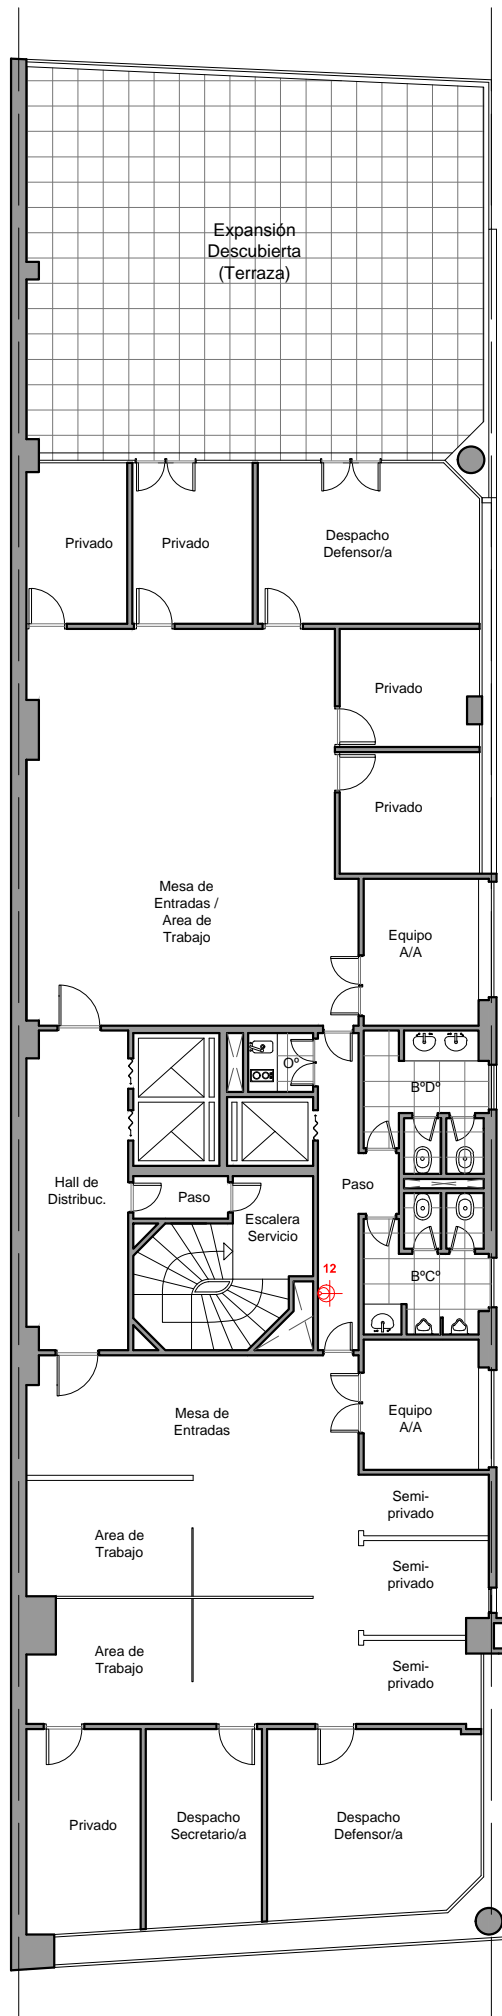 Expansión
Descubierta
(Terraza)
Privado
Privado
Despacho
Defensor/a
Privado
Privado
Mesa de
Entradas /
Area de
Trabajo
Equipo
A/A
Oº
BºDº
Hall de
Distribuc.
Paso
Paso
Escalera
Servicio
12
BºCº
Mesa de
Entradas
Equipo
A/A
Semi-
privado
Area de
Trabajo
Semi-
privado
Area de
Trabajo
Semi-
privado
Privado
Despacho
Secretario/a
Despacho
Defensor/a